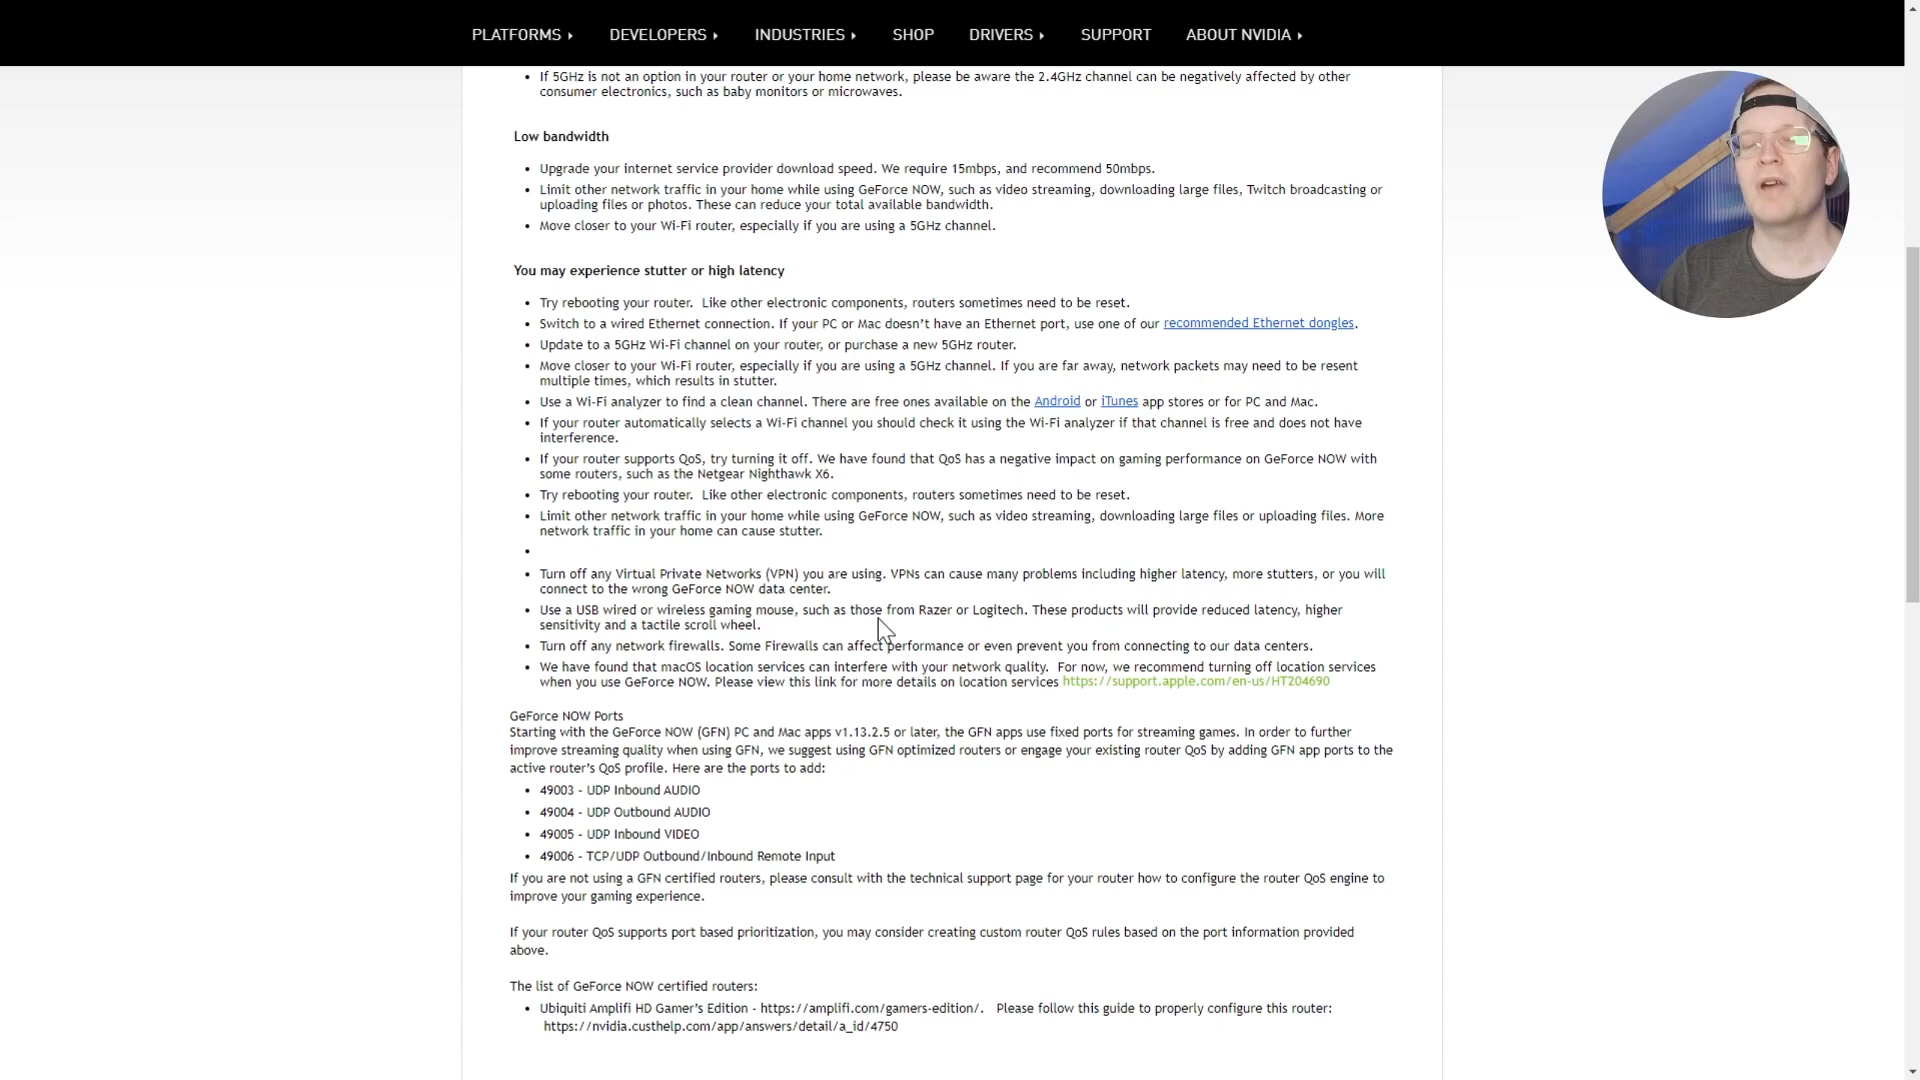 PLATFORMS DEVELOPERS INDUSTRIES SHOP DRIVERS SUPPORT ABOUT NVIDIA
• If 5GHz is not an option in your router or your home network, please be aware the 2.4GHz channel can be negatively affected by other
consumer electronics, such as baby monitors or microwaves.
Low bandwidth
• Upgrade your internet service provider download speed. We require 15mbps, and recommend 50mbps.
• Limit other network traffic in your home while using GeForce NOW, such as video streaming, downloading large files, Twitch broadcasting or
uploading files or photos. These can reduce your total available bandwidth.
• Move closer to your Wi-Fi router, especially if you are using a 5GHz channel.
You may experience stutter or high latency
• Try rebooting your router.  Like other electronic components, routers sometimes need to be reset.
• Switch to a wired Ethernet connection. If your PC or Mac doesn’t have an Ethernet port, use one of our recommended Ethernet dongles.
• Update to a 5GHz Wi-Fi channel on your router, or purchase a new 5GHz router.
• Move closer to your Wi-Fi router, especially if you are using a 5GHz channel. If you are far away, network packets may need to be resent
multiple times, which results in stutter.
• Use a Wi-Fi analyzer to find a clean channel. There are free ones available on the Android or iTunes app stores or for PC and Mac.
• If your router automatically selects a Wi-Fi channel you should check it using the Wi-Fi analyzer if that channel is free and does not have
interference.
• If your router supports QoS, try turning it off. We have found that QoS has a negative impact on gaming performance on GeForce NOW with
some routers, such as the Netgear Nighthawk X6.
• Try rebooting your router.  Like other electronic components, routers sometimes need to be reset.
• Limit other network traffic in your home while using GeForce NOW, such as video streaming, downloading large files or uploading files. More
network traffic in your home can cause stutter.
•
• Turn off any Virtual Private Networks (VPN) you are using. VPNs can cause many problems including higher latency, more stutters, or you will
connect to the wrong GeForce NOW data center.
• Use a USB wired or wireless gaming mouse, such as those from Razer or Logitech. These products will provide reduced latency, higher
sensitivity and a tactile scroll wheel.
• Turn off any network firewalls. Some Firewalls can affect performance or even prevent you from connecting to our data centers.
• We have found that macOS location services can interfere with your network quality.  For now, we recommend turning off location services
when you use GeForce NOW. Please view this link for more details on location services https://support.apple.com/en-us/HT204690
GeForce NOW Ports
Starting with the GeForce NOW (GFN) PC and Mac apps v1.13.2.5 or later, the GFN apps use fixed ports for streaming games. In order to further
improve streaming quality when using GFN, we suggest using GFN optimized routers or engage your existing router QoS by adding GFN app ports to the
active router’s QoS profile. Here are the ports to add:
• 49003 - UDP Inbound AUDIO
• 49004 - UDP Outbound AUDIO
• 49005 - UDP Inbound VIDEO
• 49006 - TCP/UDP Outbound/Inbound Remote Input
If you are not using a GFN certified routers, please consult with the technical support page for your router how to configure the router QoS engine to
improve your gaming experience.
If your router QoS supports port based prioritization, you may consider creating custom router QoS rules based on the port information provided
above.
The list of GeForce NOW certified routers:
• Ubiquiti Amplifi HD Gamer’s Edition - https://amplifi.com/gamers-edition/.   Please follow this guide to properly configure this router:
https://nvidia.custhelp.com/app/answers/detail/a_id/4750